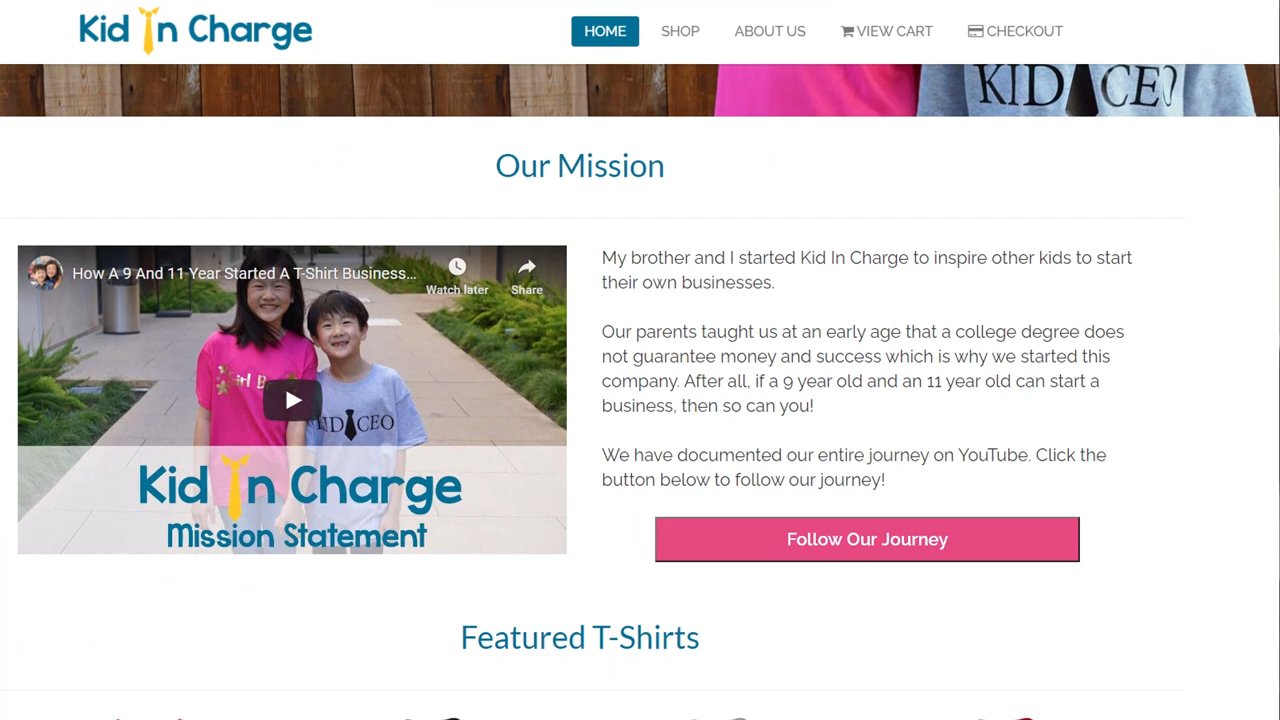 Kid In Charge
HOME
SHOP
ABOUT US
VIEW CART
CHECKOUT
KID CEO
Our Mission
How A 9 And 11 Year Started A T-Shirt Business...
Watch later
Share
KID CEO
Kid In Charge
Mission Statement
My brother and I started Kid In Charge to inspire other kids to start
their own businesses.
Our parents taught us at an early age that a college degree does
not guarantee money and success which is why we started this
company. After all, if a 9 year old and an 11 year old can start a
business, then so can you!
We have documented our entire journey on YouTube. Click the
button below to follow our journey!
Follow Our Journey
Featured T-Shirts